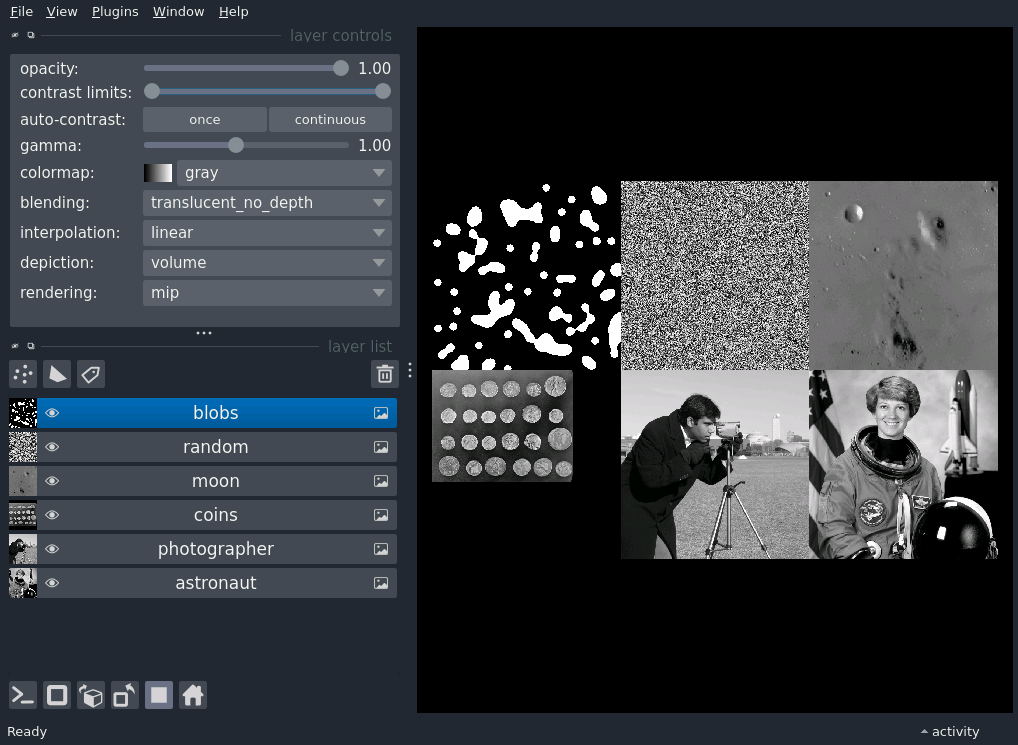 File View Plugins Window Help
layer controls
opacity: 1.00
contrast limits:
auto-contrast: once continuous
gamma: 1.00
colormap: gray
blending: translucent_no_depth
interpolation: linear
depiction: volume
rendering: mip
layer list
blobs
random
moon
coins
photographer
astronaut
Ready activity